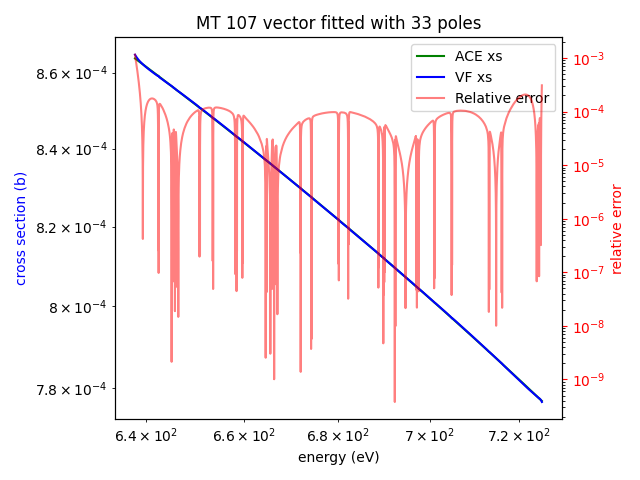 MT 107 vector fitted with 33 poles
ACE xs
VF xs
Relative error
8.6 × 10⁻⁴
8.4 × 10⁻⁴
8.2 × 10⁻⁴
8 × 10⁻⁴
7.8 × 10⁻⁴
cross section (b)
10⁻³
10⁻⁴
10⁻⁵
10⁻⁶
10⁻⁷
10⁻⁸
10⁻⁹
relative error
6.4 × 10² 6.6 × 10² 6.8 × 10² 7 × 10² 7.2 × 10²
energy (eV)